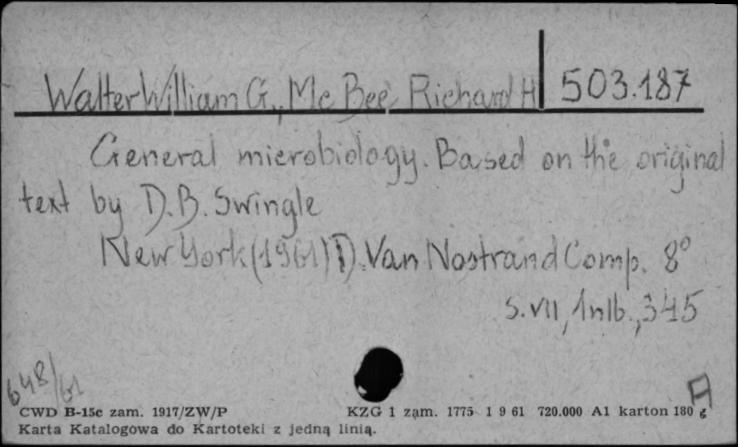 Walter William G., Mc Bee Richard H 503.187
General microbiology. Based on the original
text by D.B. Swingle
New York (1961) D. Van Nostrand Comp. 8°
s. VII, 1nlb., 345
648/61
A
CWD B-15c zam. 1917/ZW/P KZG 1 zam. 1775 1 9 61 720.000 A1 karton 180 g
Karta Katalogowa do Kartoteki z jedną linią.